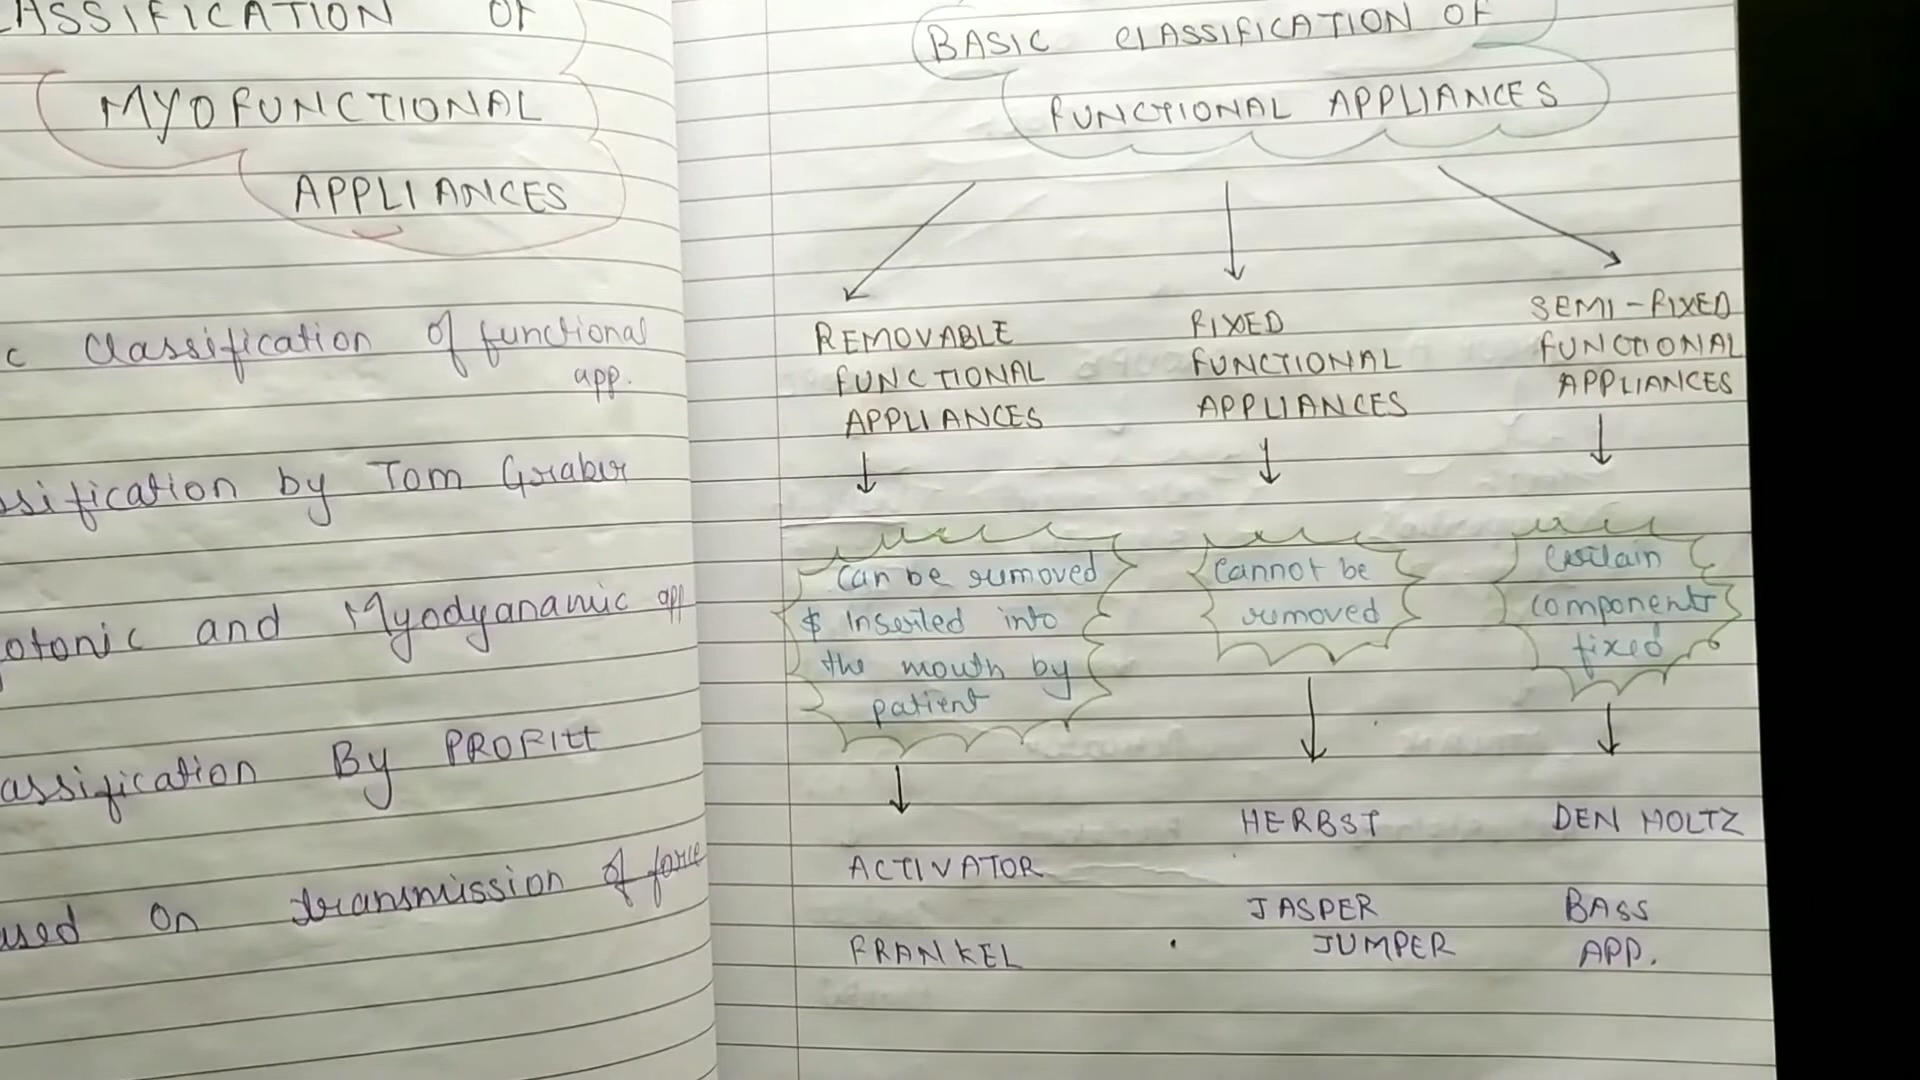 ASSIFICATION OF
MYOFUNCTIONAL
APPLIANCES
c Classification of functional
app.
ssification by Tom Graber
otonic and Myodyanamic app
assification By PROFItt
ased On transmission of force
BASIC CLASSIFICATION OF
FUNCTIONAL APPLIANCES
REMOVABLE
FUNCTIONAL
APPLIANCES
FIXED
FUNCTIONAL
APPLIANCES
SEMI-FIXED
FUNCTIONAL
APPLIANCES
Can be removed
$ Inserted into
the mouth by
patient
Cannot be
removed
Certain
components
fixed
ACTIVATOR
FRANKEL
HERBST
JASPER
JUMPER
DEN HOLTZ
BASS
APP.